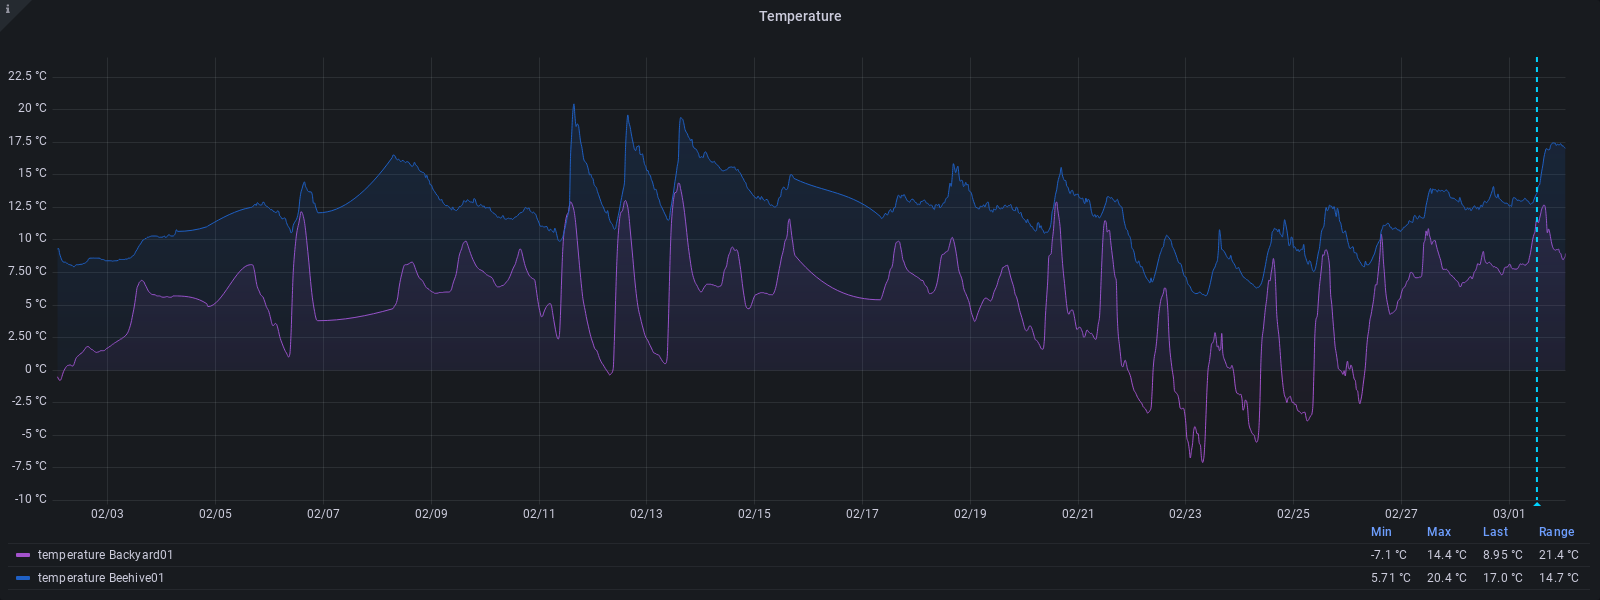 i
Temperature
22.5 °C
20 °C
17.5 °C
15 °C
12.5 °C
10 °C
7.50 °C
5 °C
2.50 °C
0 °C
-2.5 °C
-5 °C
-7.5 °C
-10 °C
02/03 02/05 02/07 02/09 02/11 02/13 02/15 02/17 02/19 02/21 02/23 02/25 02/27 03/01
Min Max Last Range
temperature Backyard01 -7.1 °C 14.4 °C 8.95 °C 21.4 °C
temperature Beehive01 5.71 °C 20.4 °C 17.0 °C 14.7 °C